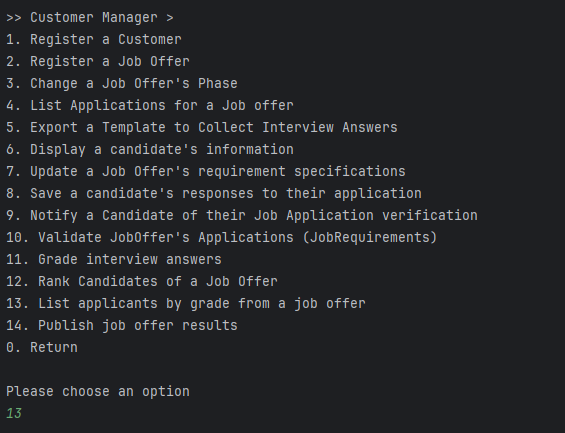 >> Customer Manager >
1. Register a Customer
2. Register a Job Offer
3. Change a Job Offer's Phase
4. List Applications for a Job offer
5. Export a Template to Collect Interview Answers
6. Display a candidate's information
7. Update a Job Offer's requirement specifications
8. Save a candidate's responses to their application
9. Notify a Candidate of their Job Application verification
10. Validate JobOffer's Applications (JobRequirements)
11. Grade interview answers
12. Rank Candidates of a Job Offer
13. List applicants by grade from a job offer
14. Publish job offer results
0. Return
Please choose an option
13